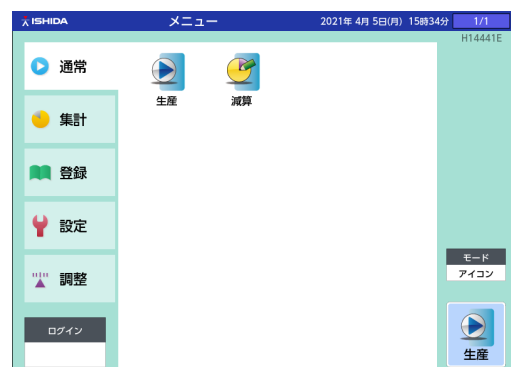 ISHIDA メニュー 2021年 4月 5日(月) 15時34分 1/1
H14441E
通常
生産 減算
集計
登録
設定
調整
モード
アイコン
ログイン
生産